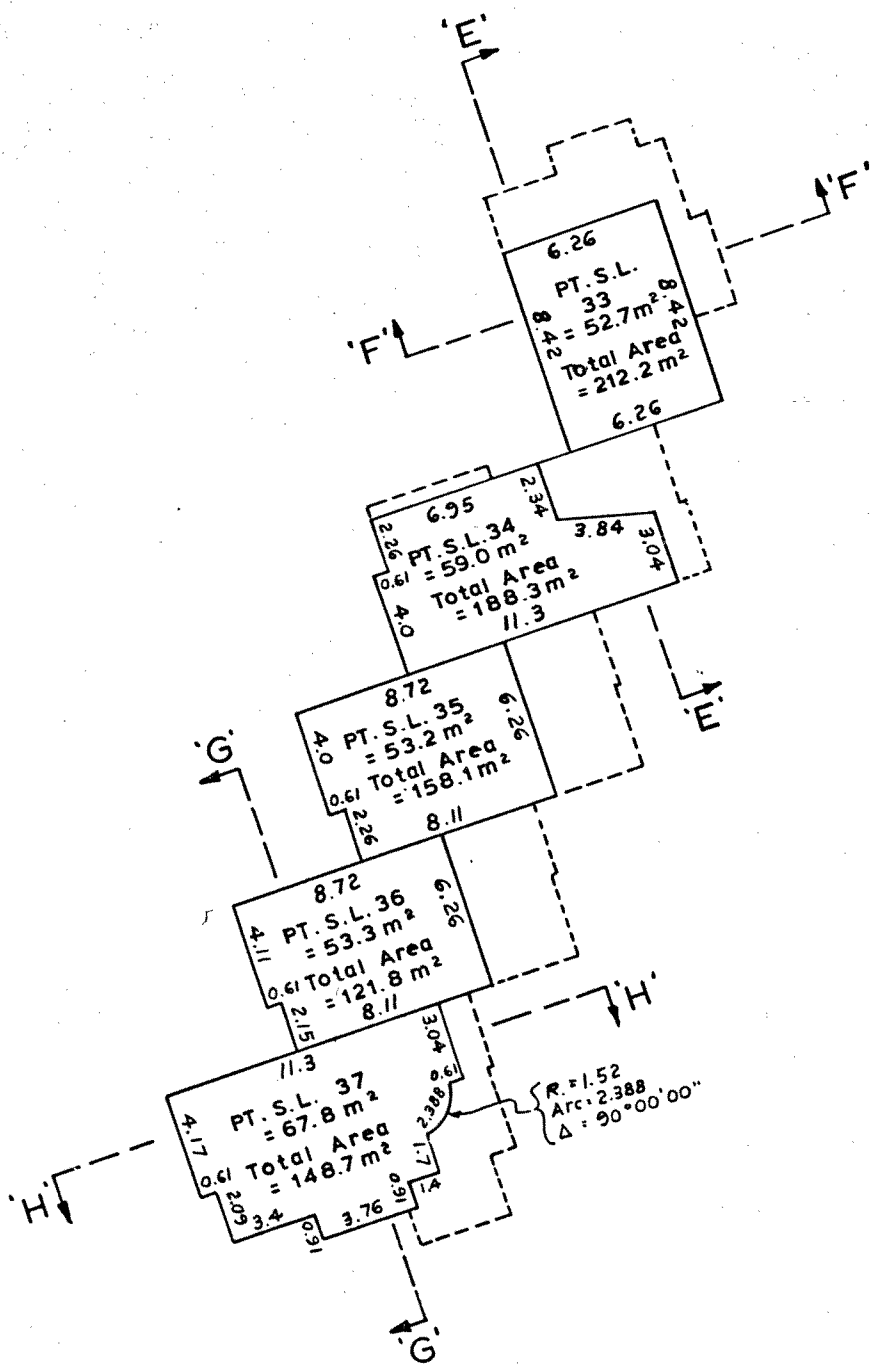 'E'
'F'
6.26
PT. S.L.
33
= 52.7 m²
8.42
8.42
Total Area
= 212.2 m²
6.26
'F'
6.95
2.34
2.26
PT. S.L. 34
= 59.0 m²
3.84
3.04
0.61
Total Area
= 188.3 m²
4.0
11.3
'E'
8.72
4.0
PT. S.L. 35
= 53.2 m²
6.26
0.61
Total Area
= 158.1 m²
2.26
8.11
'G'
8.72
4.11
PT. S.L. 36
= 53.3 m²
6.26
0.61
Total Area
= 121.8 m²
2.15
8.11
'H'
11.3
3.04
4.17
PT. S.L. 37
= 67.8 m²
0.61
2.388
R. = 1.52
Arc = 2.388
Δ = 90°00'00"
0.61
Total Area
= 148.7 m²
1.7
2.09
3.4
0.91
3.76
0.91
1.4
'H'
'G'